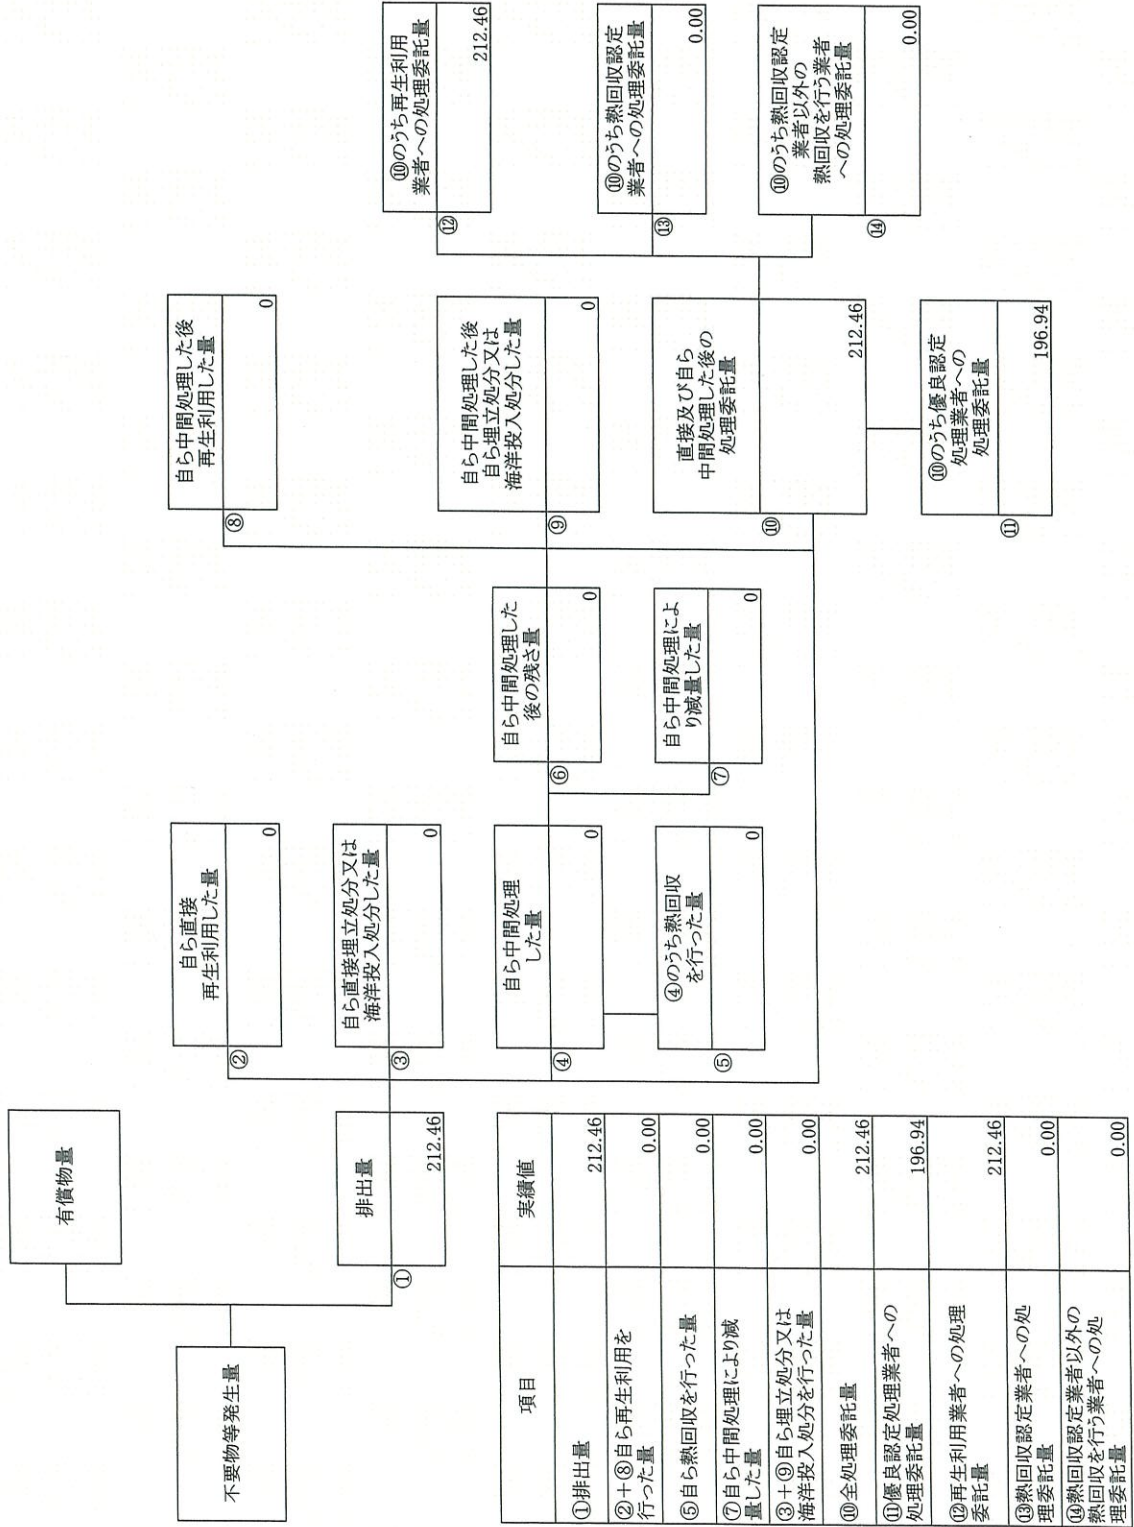 不要物等発生量
有償物量
排出量
①
212.46
自ら直接
再生利用した量
②
0
自ら直接埋立処分又は
海洋投入処分した量
③
0
自ら中間処理
した量
④
0
④のうち熱回収
を行った量
⑤
0
自ら中間処理した
後の残さ量
⑥
0
自ら中間処理によ
り減量した量
⑦
0
自ら中間処理した後
再生利用した量
⑧
0
自ら中間処理した後
自ら埋立処分又は
海洋投入処分した量
⑨
0
直接及び自ら
中間処理した後の
処理委託量
⑩
212.46
⑩のうち優良認定
処理業者への
処理委託量
⑪
196.94
⑩のうち再生利用
業者への処理委託量
⑫
212.46
⑩のうち熱回収認定
業者への処理委託量
⑬
0.00
⑩のうち熱回収認定
業者以外の
熱回収を行う業者
への処理委託量
⑭
0.00
項目 実績値
①排出量 212.46
②+⑧自ら再生利用を
行った量 0.00
⑤自ら熱回収を行った量 0.00
⑦自ら中間処理により減
量した量 0.00
③+⑨自ら埋立処分又は
海洋投入処分を行った量 0.00
⑩全処理委託量 212.46
⑪優良認定処理業者への
処理委託量 196.94
⑫再生利用業者への処理
委託量 212.46
⑬熱回収認定業者への処
理委託量 0.00
⑭熱回収認定業者以外の
熱回収を行う業者への処
理委託量 0.00